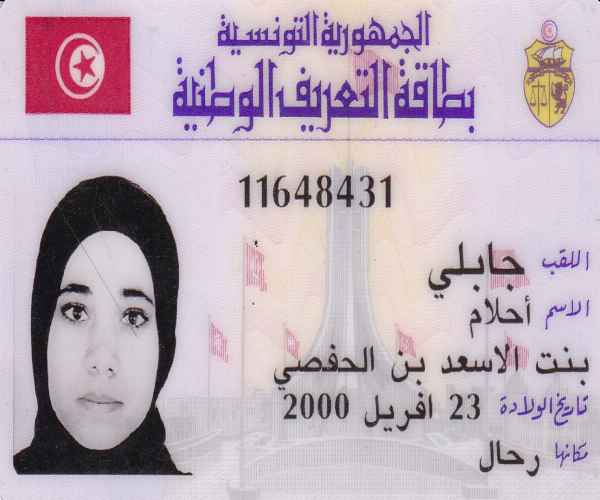 الجمهورية التونسية
بطاقة التعريف الوطنية
11648431
اللقب جابلي
الاسم أحلام
بنت الاسعد بن الحفصي
تاريخ الولادة 23 افريل 2000
مكانها رحال